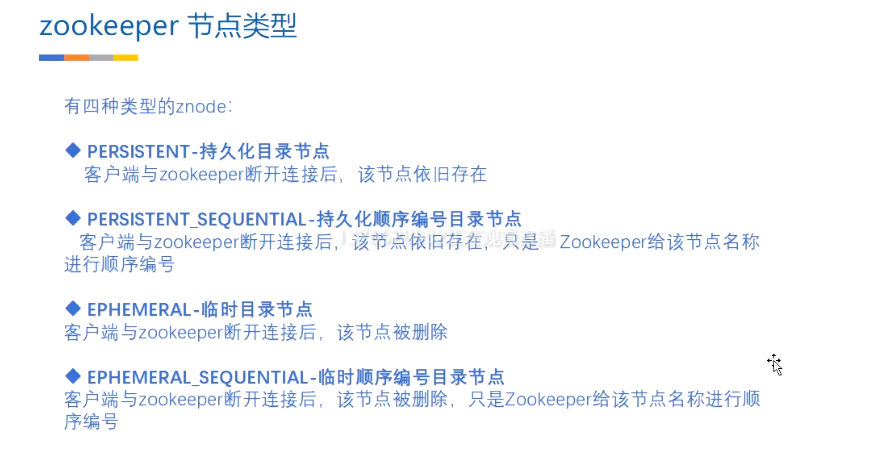 zookeeper 节点类型
有四种类型的znode：
◆ PERSISTENT-持久化目录节点
客户端与zookeeper断开连接后，该节点依旧存在
◆ PERSISTENT_SEQUENTIAL-持久化顺序编号目录节点
客户端与zookeeper断开连接后，该节点依旧存在，只是 Zookeeper给该节点名称
进行顺序编号
◆ EPHEMERAL-临时目录节点
客户端与zookeeper断开连接后，该节点被删除
◆ EPHEMERAL_SEQUENTIAL-临时顺序编号目录节点
客户端与zookeeper断开连接后，该节点被删除，只是Zookeeper给该节点名称进行顺
序编号